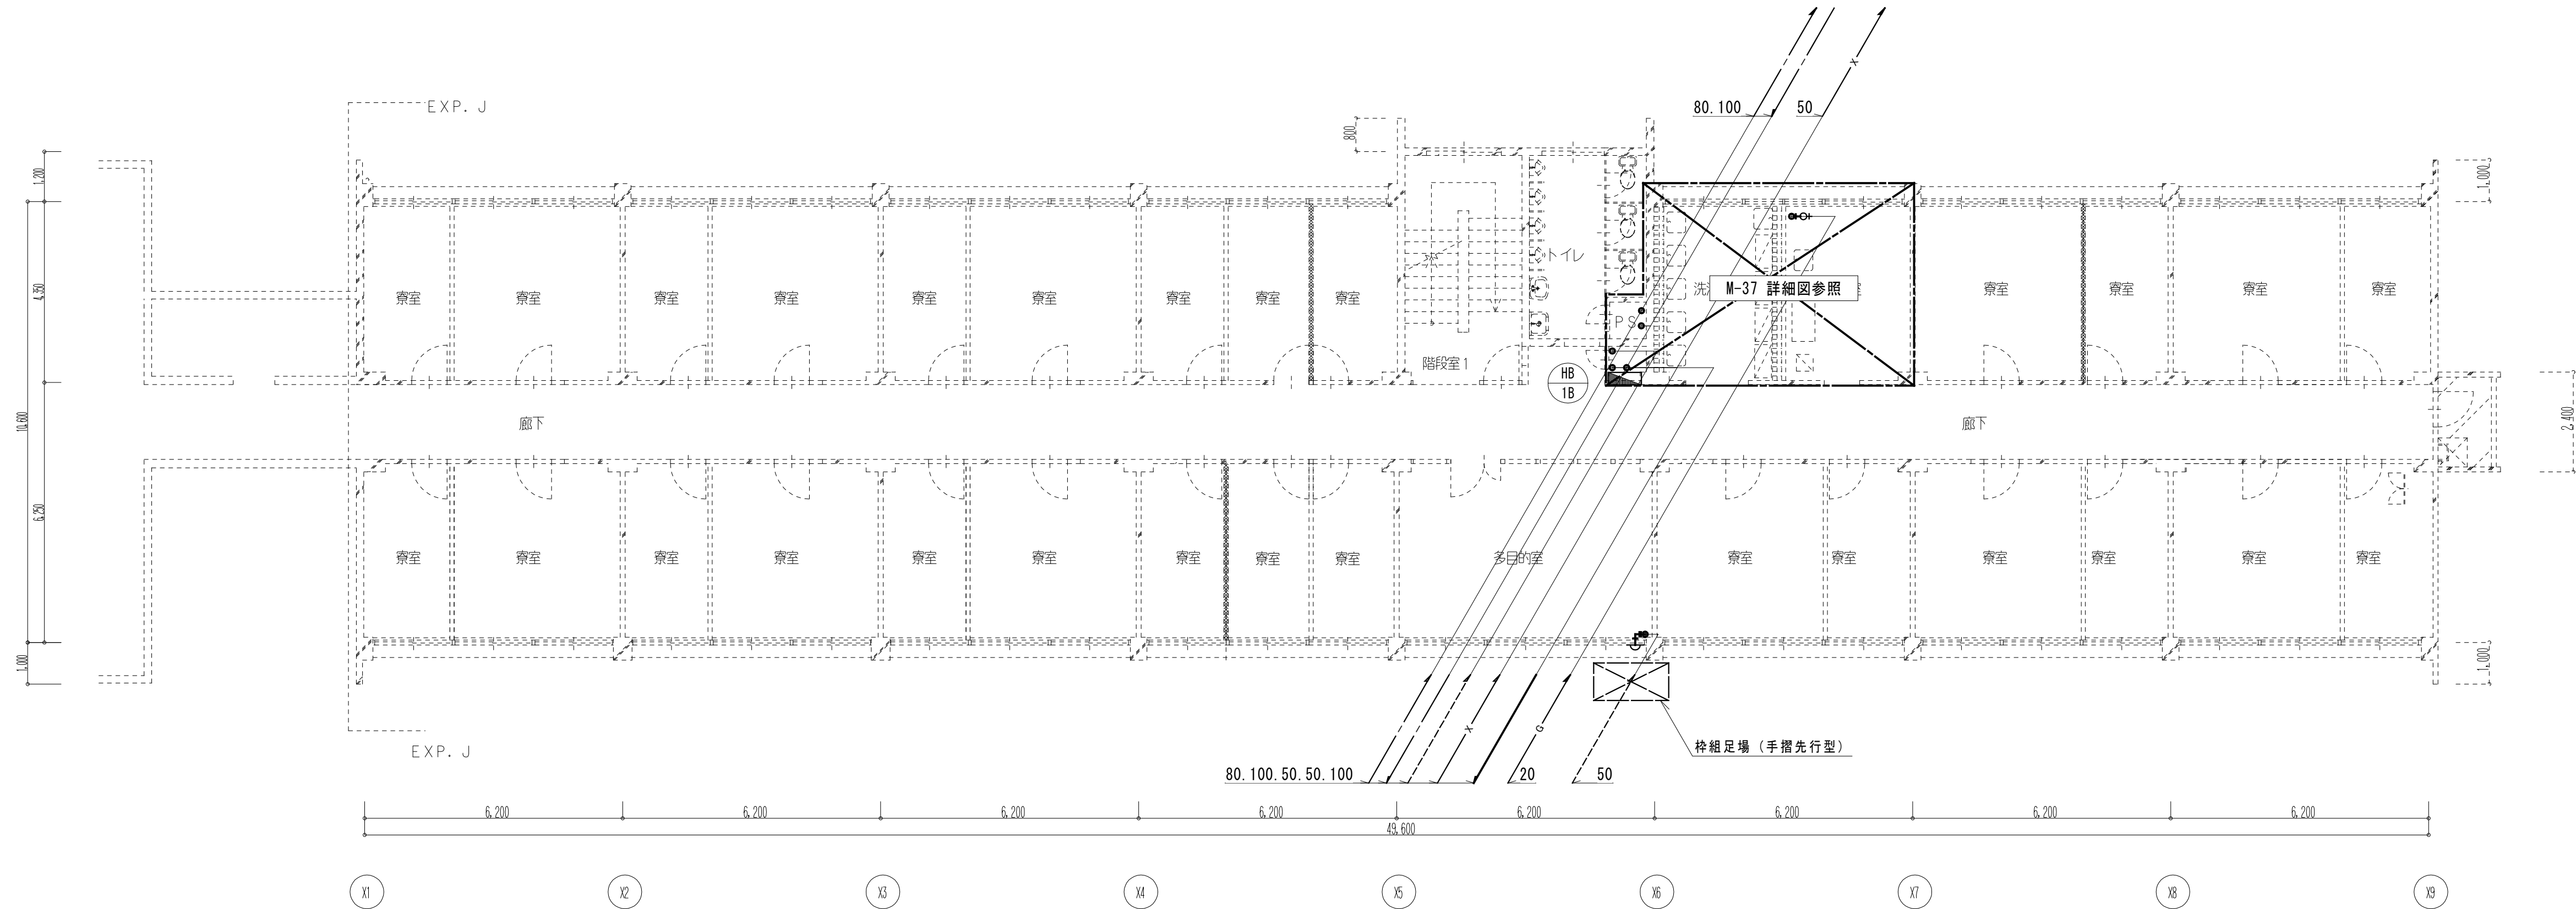 80.100
50
X
EXP. J
800
1,200
1,000
トイレ
4,350
寮室
寮室
寮室
寮室
寮室
寮室
寮室
寮室
寮室
洗
M-37 詳細図参照
室
寮室
寮室
寮室
寮室
PS
階段室1
HB
1B
10,600
廊下
廊下
2,400
6,250
寮室
寮室
寮室
寮室
寮室
寮室
寮室
寮室
寮室
多目的室
寮室
寮室
寮室
寮室
寮室
寮室
1,000
1,000
X
G
EXP. J
枠組足場(手摺先行型)
80.100.50.50.100
20
50
6,200
6,200
6,200
6,200
6,200
6,200
6,200
6,200
49,600
X1
X2
X3
X4
X5
X6
X7
X8
X9